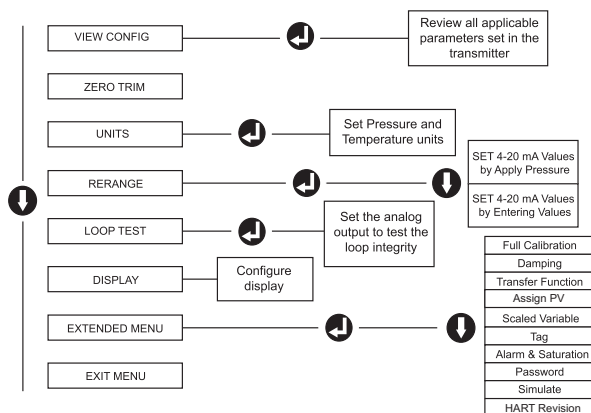 VIEW CONFIG
Review all applicable
parameters set in the
transmitter
ZERO TRIM
UNITS
Set Pressure and
Temperature units
RERANGE
SET 4-20 mA Values
by Apply Pressure
SET 4-20 mA Values
by Entering Values
LOOP TEST
Set the analog
output to test the
loop integrity
DISPLAY
Configure
display
EXTENDED MENU
Full Calibration
Damping
Transfer Function
Assign PV
Scaled Variable
Tag
Alarm & Saturation
Password
Simulate
HART Revision
EXIT MENU